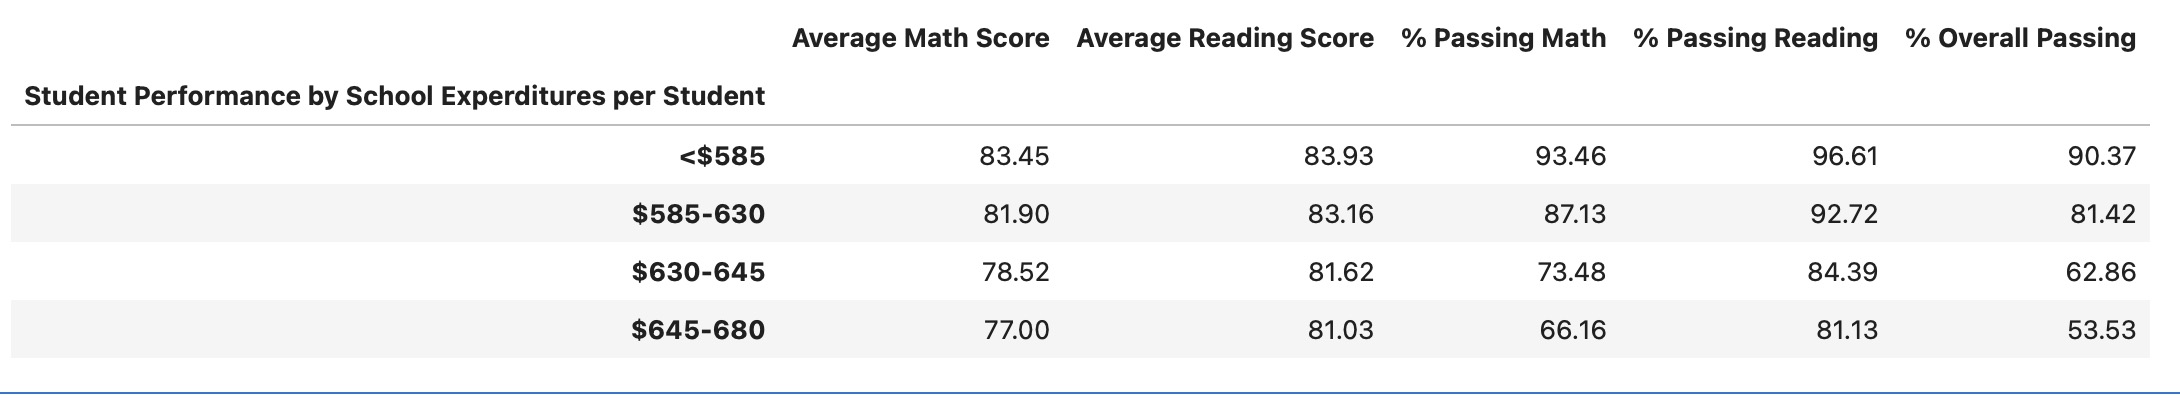 Average Math Score Average Reading Score % Passing Math % Passing Reading % Overall Passing
Student Performance by School Experditures per Student
<$585 83.45 83.93 93.46 96.61 90.37
$585-630 81.90 83.16 87.13 92.72 81.42
$630-645 78.52 81.62 73.48 84.39 62.86
$645-680 77.00 81.03 66.16 81.13 53.53